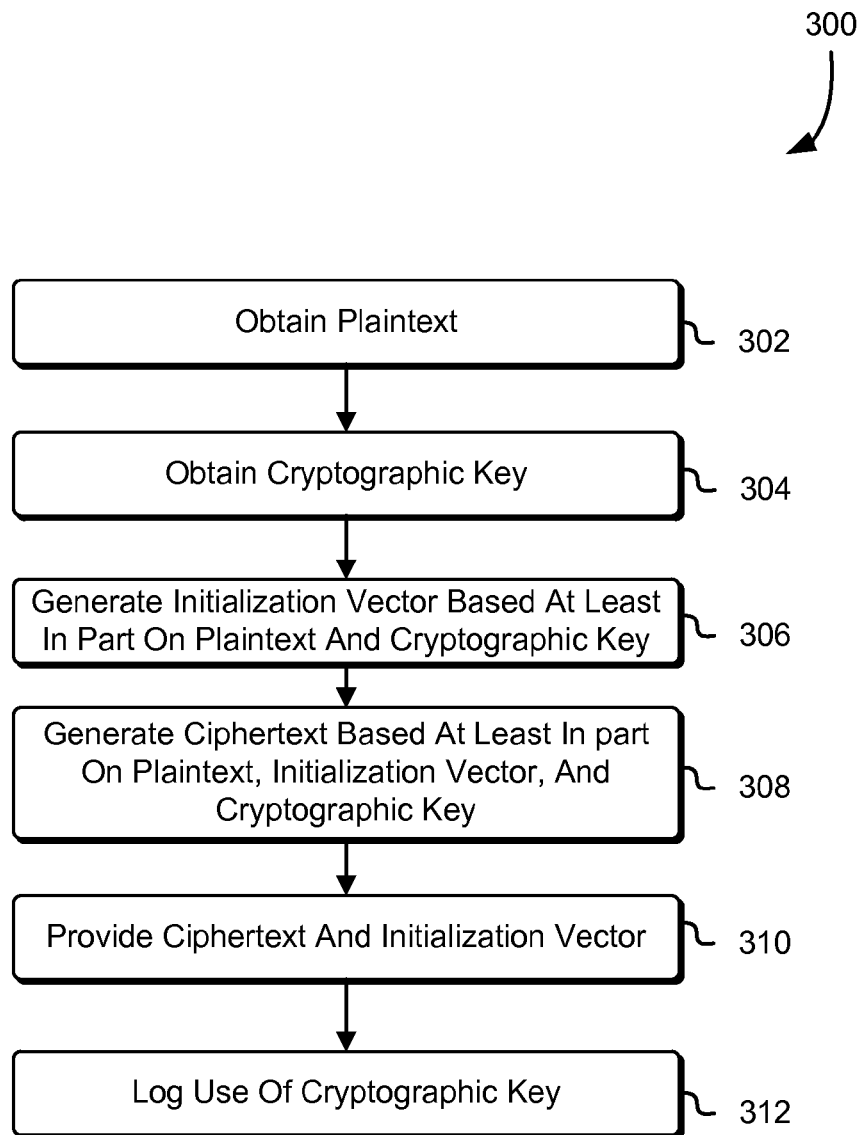 300
Obtain Plaintext
302
Obtain Cryptographic Key
304
Generate Initialization Vector Based At Least
In Part On Plaintext And Cryptographic Key
306
Generate Ciphertext Based At Least In part
On Plaintext, Initialization Vector, And
Cryptographic Key
308
Provide Ciphertext And Initialization Vector
310
Log Use Of Cryptographic Key
312